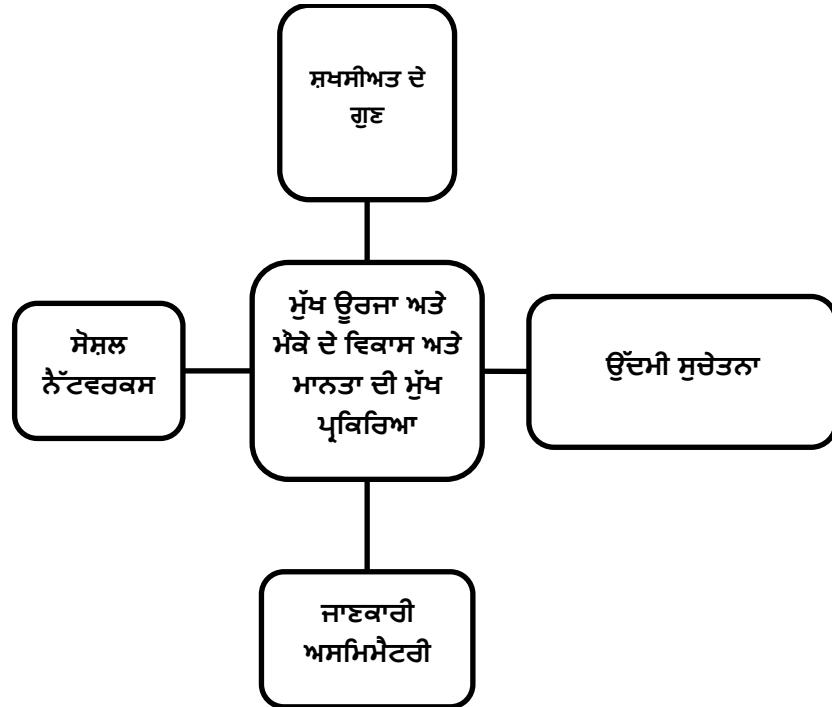 ਸ਼ਖਸੀਅਤ ਦੇ
ਗੁਣ
ਮੁੱਖ ਊਰਜਾ ਅਤੇ
ਮੌਕੇ ਦੇ ਵਿਕਾਸ ਅਤੇ
ਮਾਨਤਾ ਦੀ ਮੁੱਖ
ਪ੍ਰਕਿਰਿਆ
ਸੋਸ਼ਲ
ਨੈੱਟਵਰਕਸ
ਉੱਦਮੀ ਸੁਚੇਤਨਾ
ਜਾਣਕਾਰੀ
ਅਸਮਿਮੈਟਰੀ